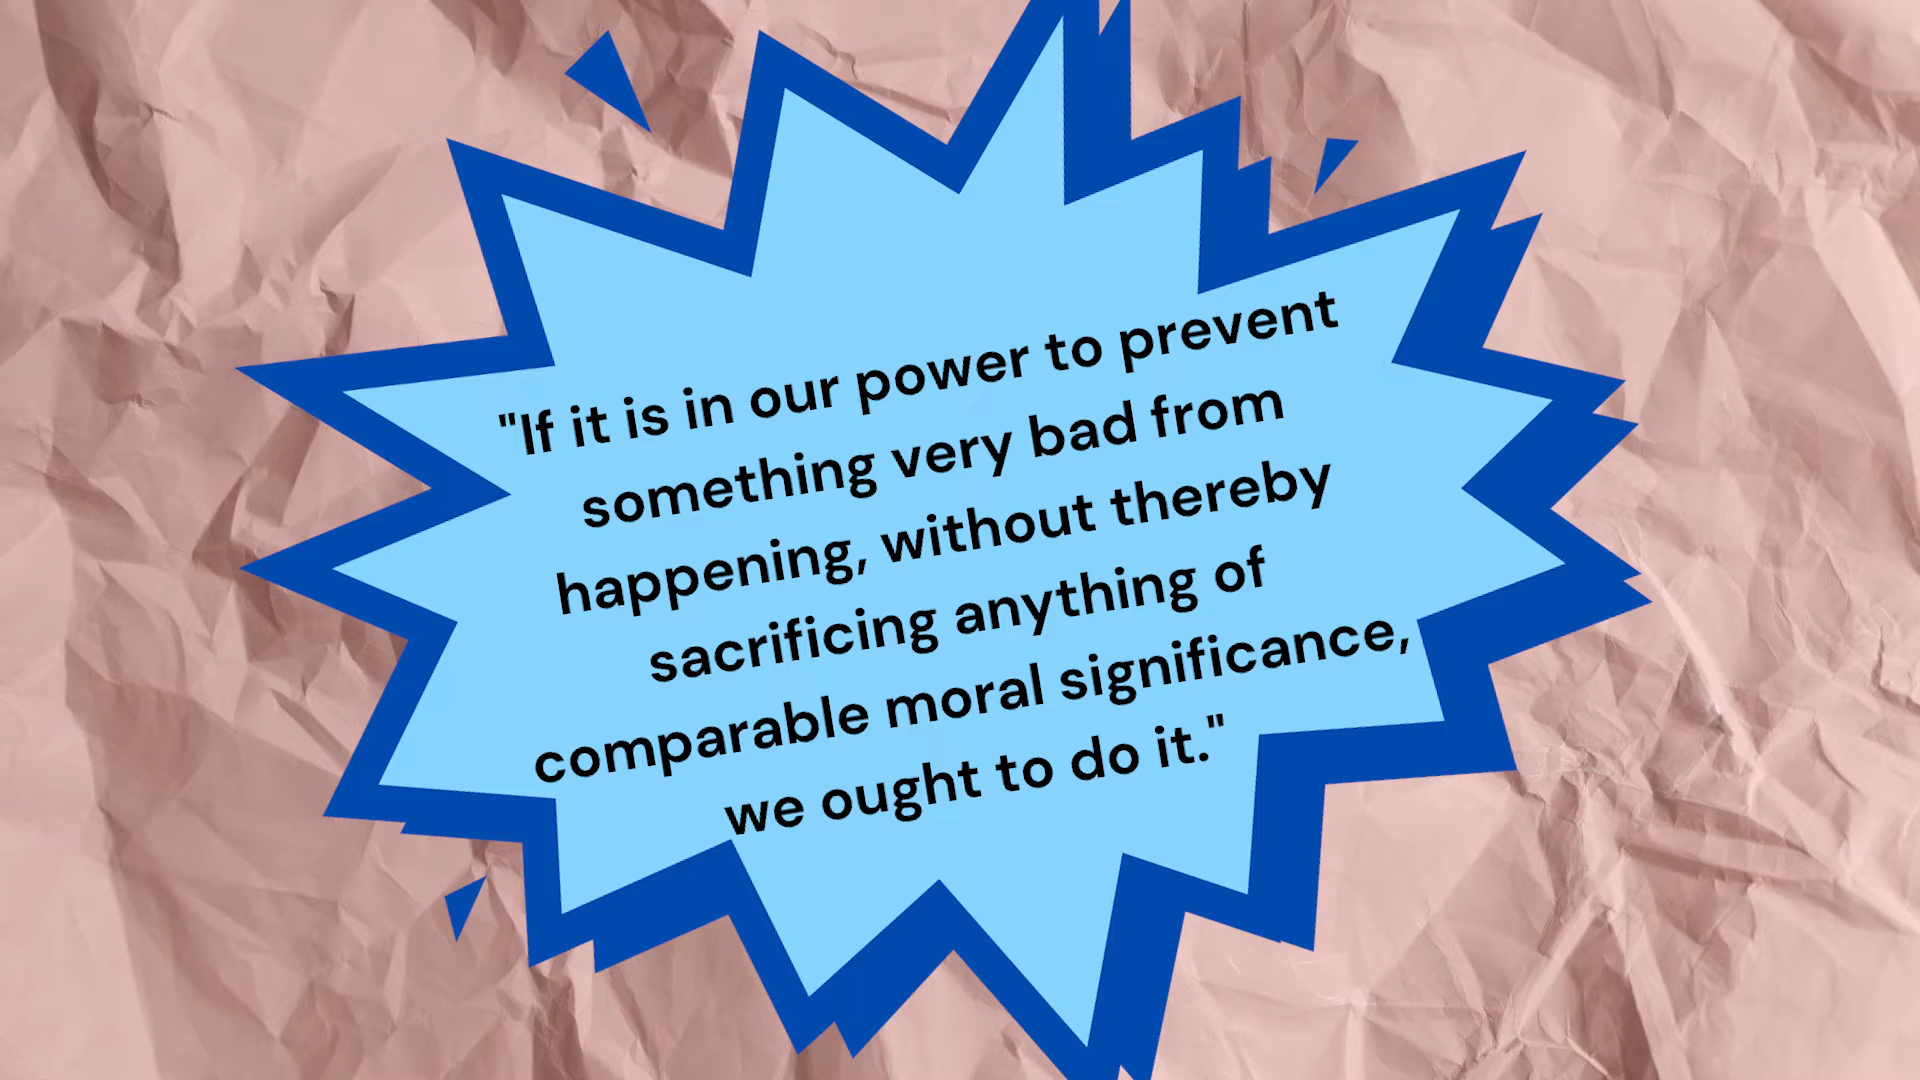 "If it is in our power to prevent
something very bad from
happening, without thereby
sacrificing anything of
comparable moral significance,
we ought to do it."